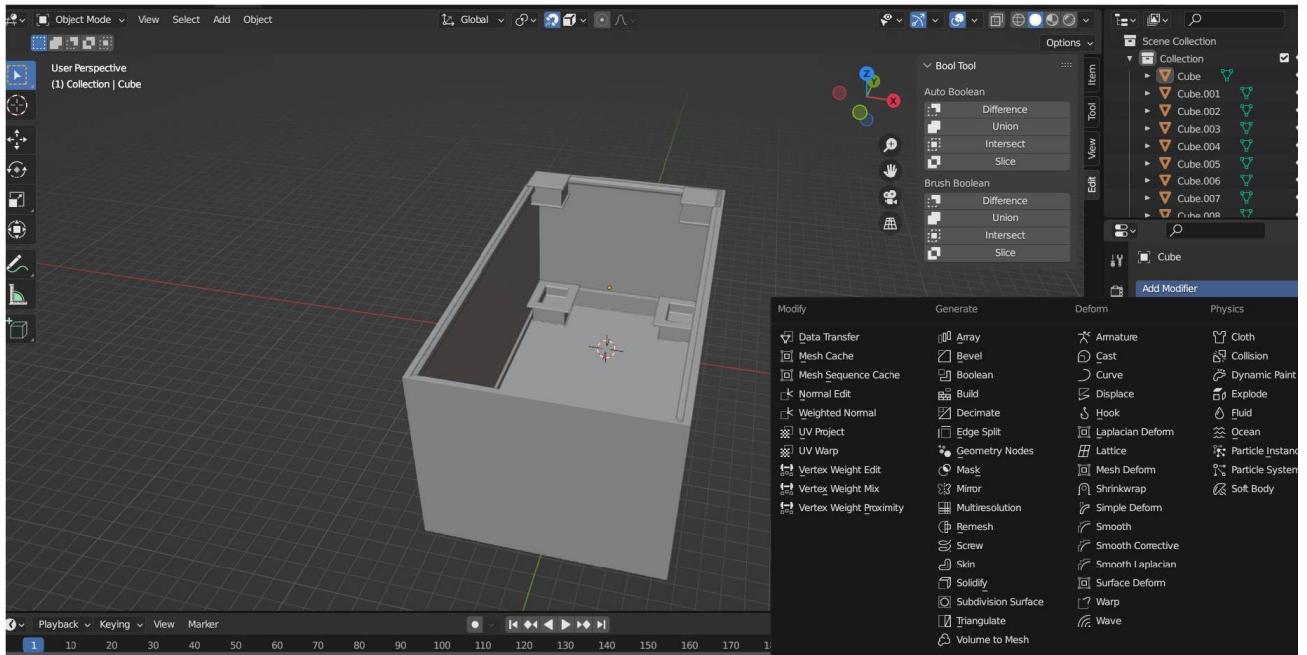 Object Mode View Select Add Object Global
Options
User Perspective
(1) Collection | Cube
Z
Y
X
Bool Tool
Auto Boolean
Difference
Union
Intersect
Slice
Brush Boolean
Difference
Union
Intersect
Slice
Item
Tool
View
Edit
Scene Collection
Collection
Cube
Cube.001
Cube.002
Cube.003
Cube.004
Cube.005
Cube.006
Cube.007
Cube.008
Cube
Add Modifier
Modify Generate Deform Physics
Data Transfer Array Armature Cloth
Mesh Cache Bevel Cast Collision
Mesh Sequence Cache Boolean Curve Dynamic Paint
Normal Edit Build Displace Explode
Weighted Normal Decimate Hook Fluid
UV Project Edge Split Laplacian Deform Ocean
UV Warp Geometry Nodes Lattice Particle Instanc
Vertex Weight Edit Mask Mesh Deform Particle System
Vertex Weight Mix Mirror Shrinkwrap Soft Body
Vertex Weight Proximity Multiresolution Simple Deform
Remesh Smooth
Screw Smooth Corrective
Skin Smooth Laplacian
Solidify Surface Deform
Subdivision Surface Warp
Triangulate Wave
Volume to Mesh
Playback Keying View Marker
1 10 20 30 40 50 60 70 80 90 100 110 120 130 140 150 160 170